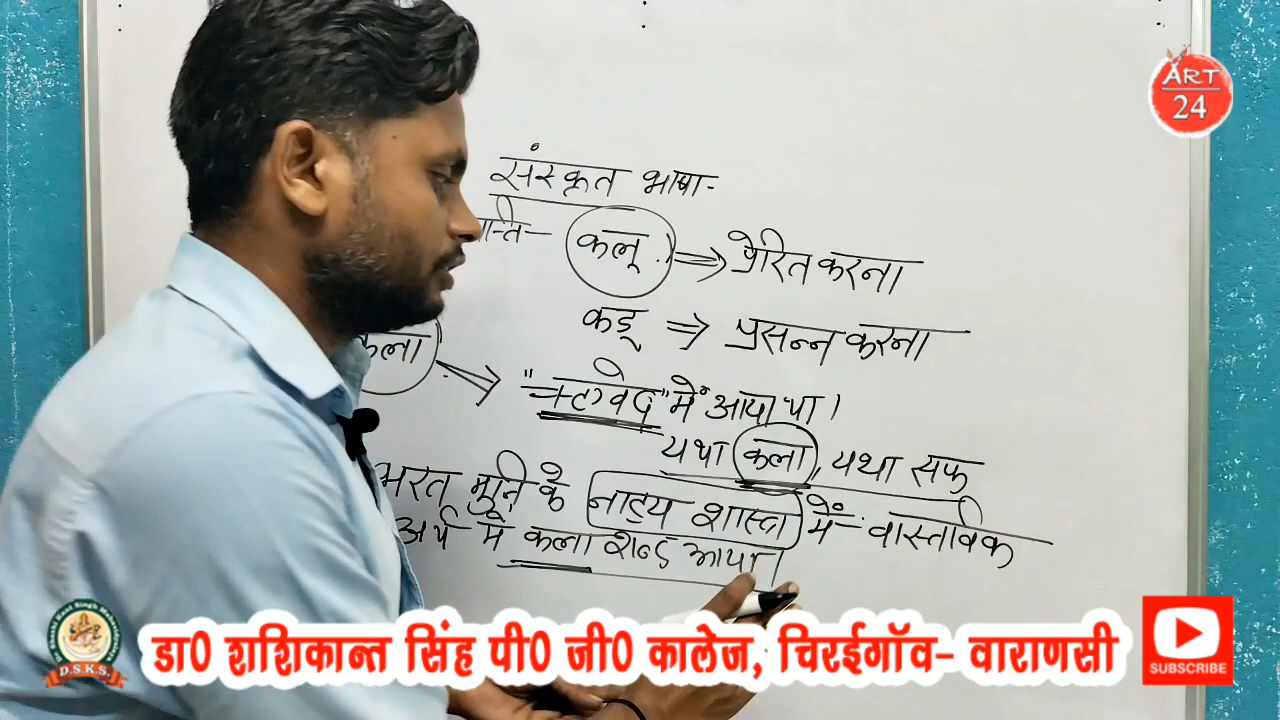 ART
24
संस्कृत भाषा-
कलृ ⇒ प्रेरित करना
कड् ⇒ प्रसन्न करना
कला → "ऋग्वेद" में आया था।
यथा कला, यथा सफ
भरत मुनि के नाट्य शास्त्र में- वास्तविक
अर्थ में कला शब्द आया।
डा0 शशिकान्त सिंह पी0 जी0 कालेज, चिरईगॉव- वाराणसी
D.S.K.S.
SUBSCRIBE